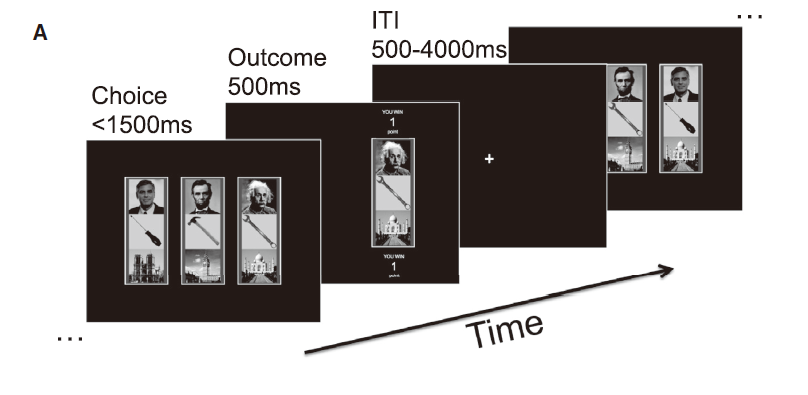 A
...
ITI
500-4000ms
Outcome
500ms
Choice
<1500ms
YOU WIN
1
point
+
YOU WIN
1
Time
...